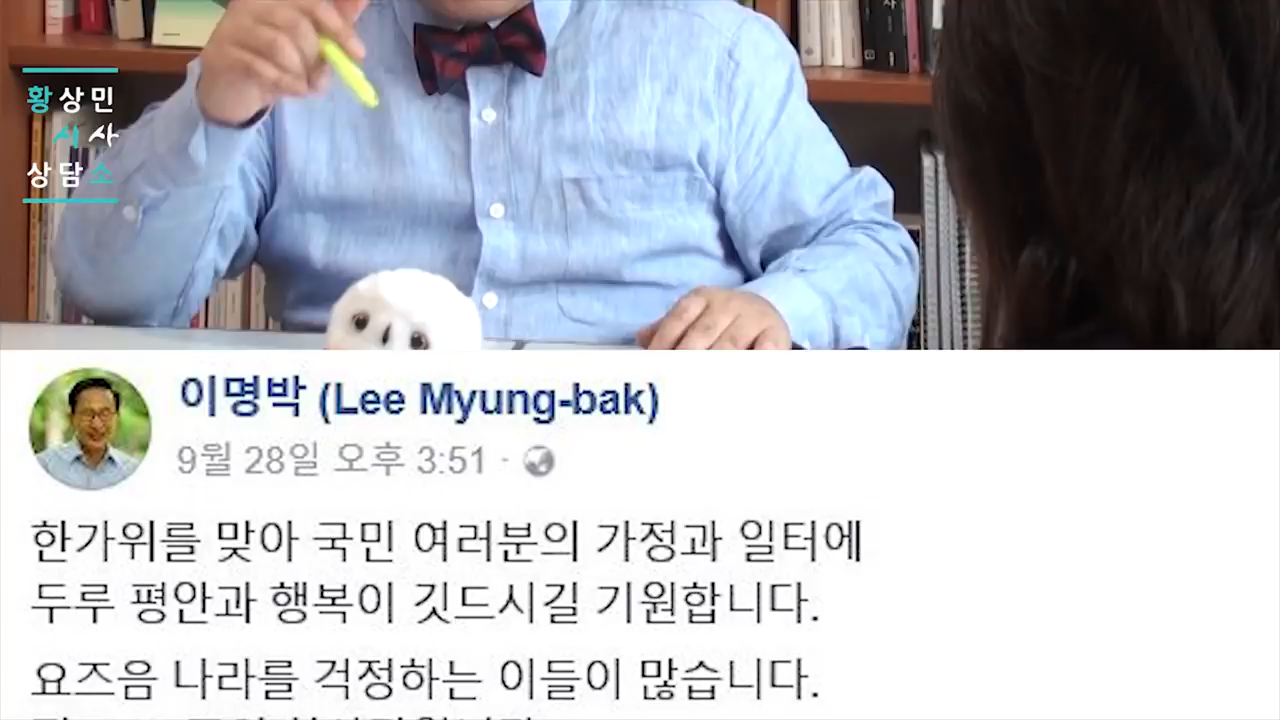 황상민
시사
상담소
이명박 (Lee Myung-bak)
9월 28일 오후 3:51 ·
한가위를 맞아 국민 여러분의 가정과 일터에
두루 평안과 행복이 깃드시길 기원합니다.
요즈음 나라를 걱정하는 이들이 많습니다.